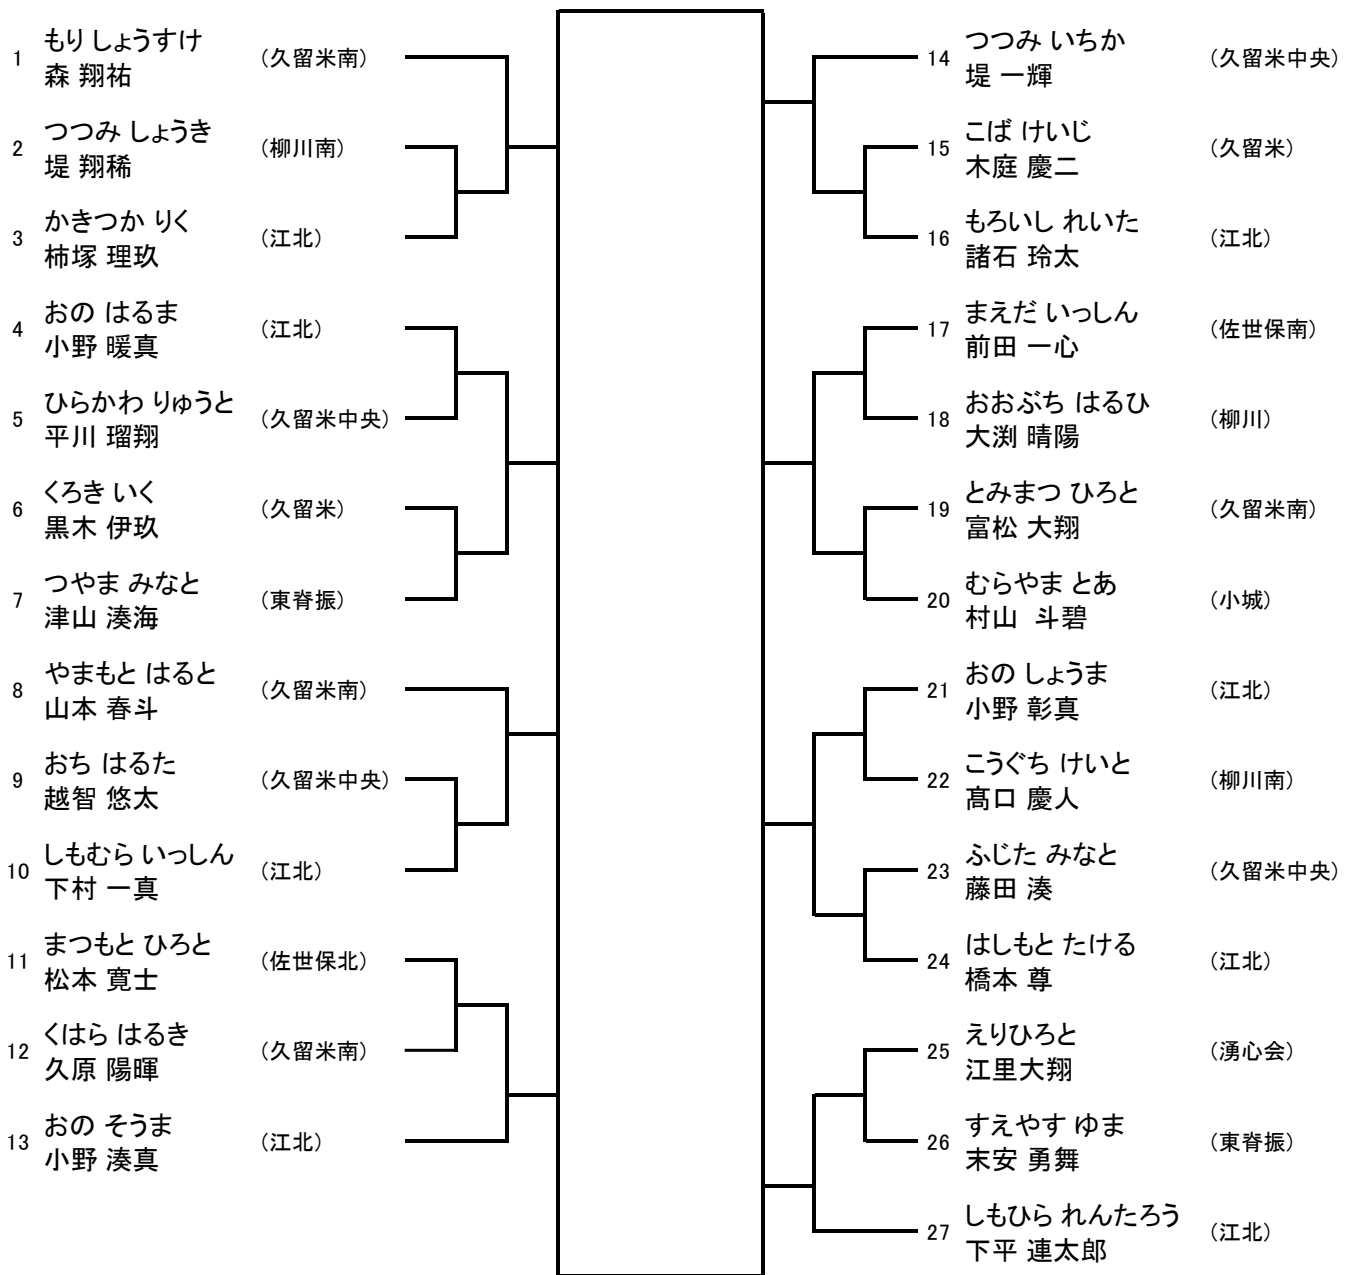 もり しょうすけ
1 森 翔祐 (久留米南)
つつみ しょうき
2 堤 翔稀 (柳川南)
かきつか りく
3 柿塚 理玖 (江北)
おの はるま
4 小野 暖真 (江北)
ひらかわ りゅうと
5 平川 瑠翔 (久留米中央)
くろき いく
6 黒木 伊玖 (久留米)
つやま みなと
7 津山 湊海 (東脊振)
やまもと はると
8 山本 春斗 (久留米南)
おち はるた
9 越智 悠太 (久留米中央)
しもむら いっしん
10 下村 一真 (江北)
まつもと ひろと
11 松本 寛士 (佐世保北)
くはら はるき
12 久原 陽暉 (久留米南)
おの そうま
13 小野 湊真 (江北)
つつみ いちか
14 堤 一輝 (久留米中央)
こば けいじ
15 木庭 慶二 (久留米)
もろいし れいた
16 諸石 玲太 (江北)
まえだ いっしん
17 前田 一心 (佐世保南)
おおぶち はるひ
18 大渕 晴陽 (柳川)
とみまつ ひろと
19 富松 大翔 (久留米南)
むらやま とあ
20 村山 斗碧 (小城)
おの しょうま
21 小野 彰真 (江北)
こうぐち けいと
22 髙口 慶人 (柳川南)
ふじた みなと
23 藤田 湊 (久留米中央)
はしもと たける
24 橋本 尊 (江北)
えりひろと
25 江里大翔 (湧心会)
すえやす ゆま
26 末安 勇舞 (東脊振)
しもひら れんたろう
27 下平 連太郎 (江北)